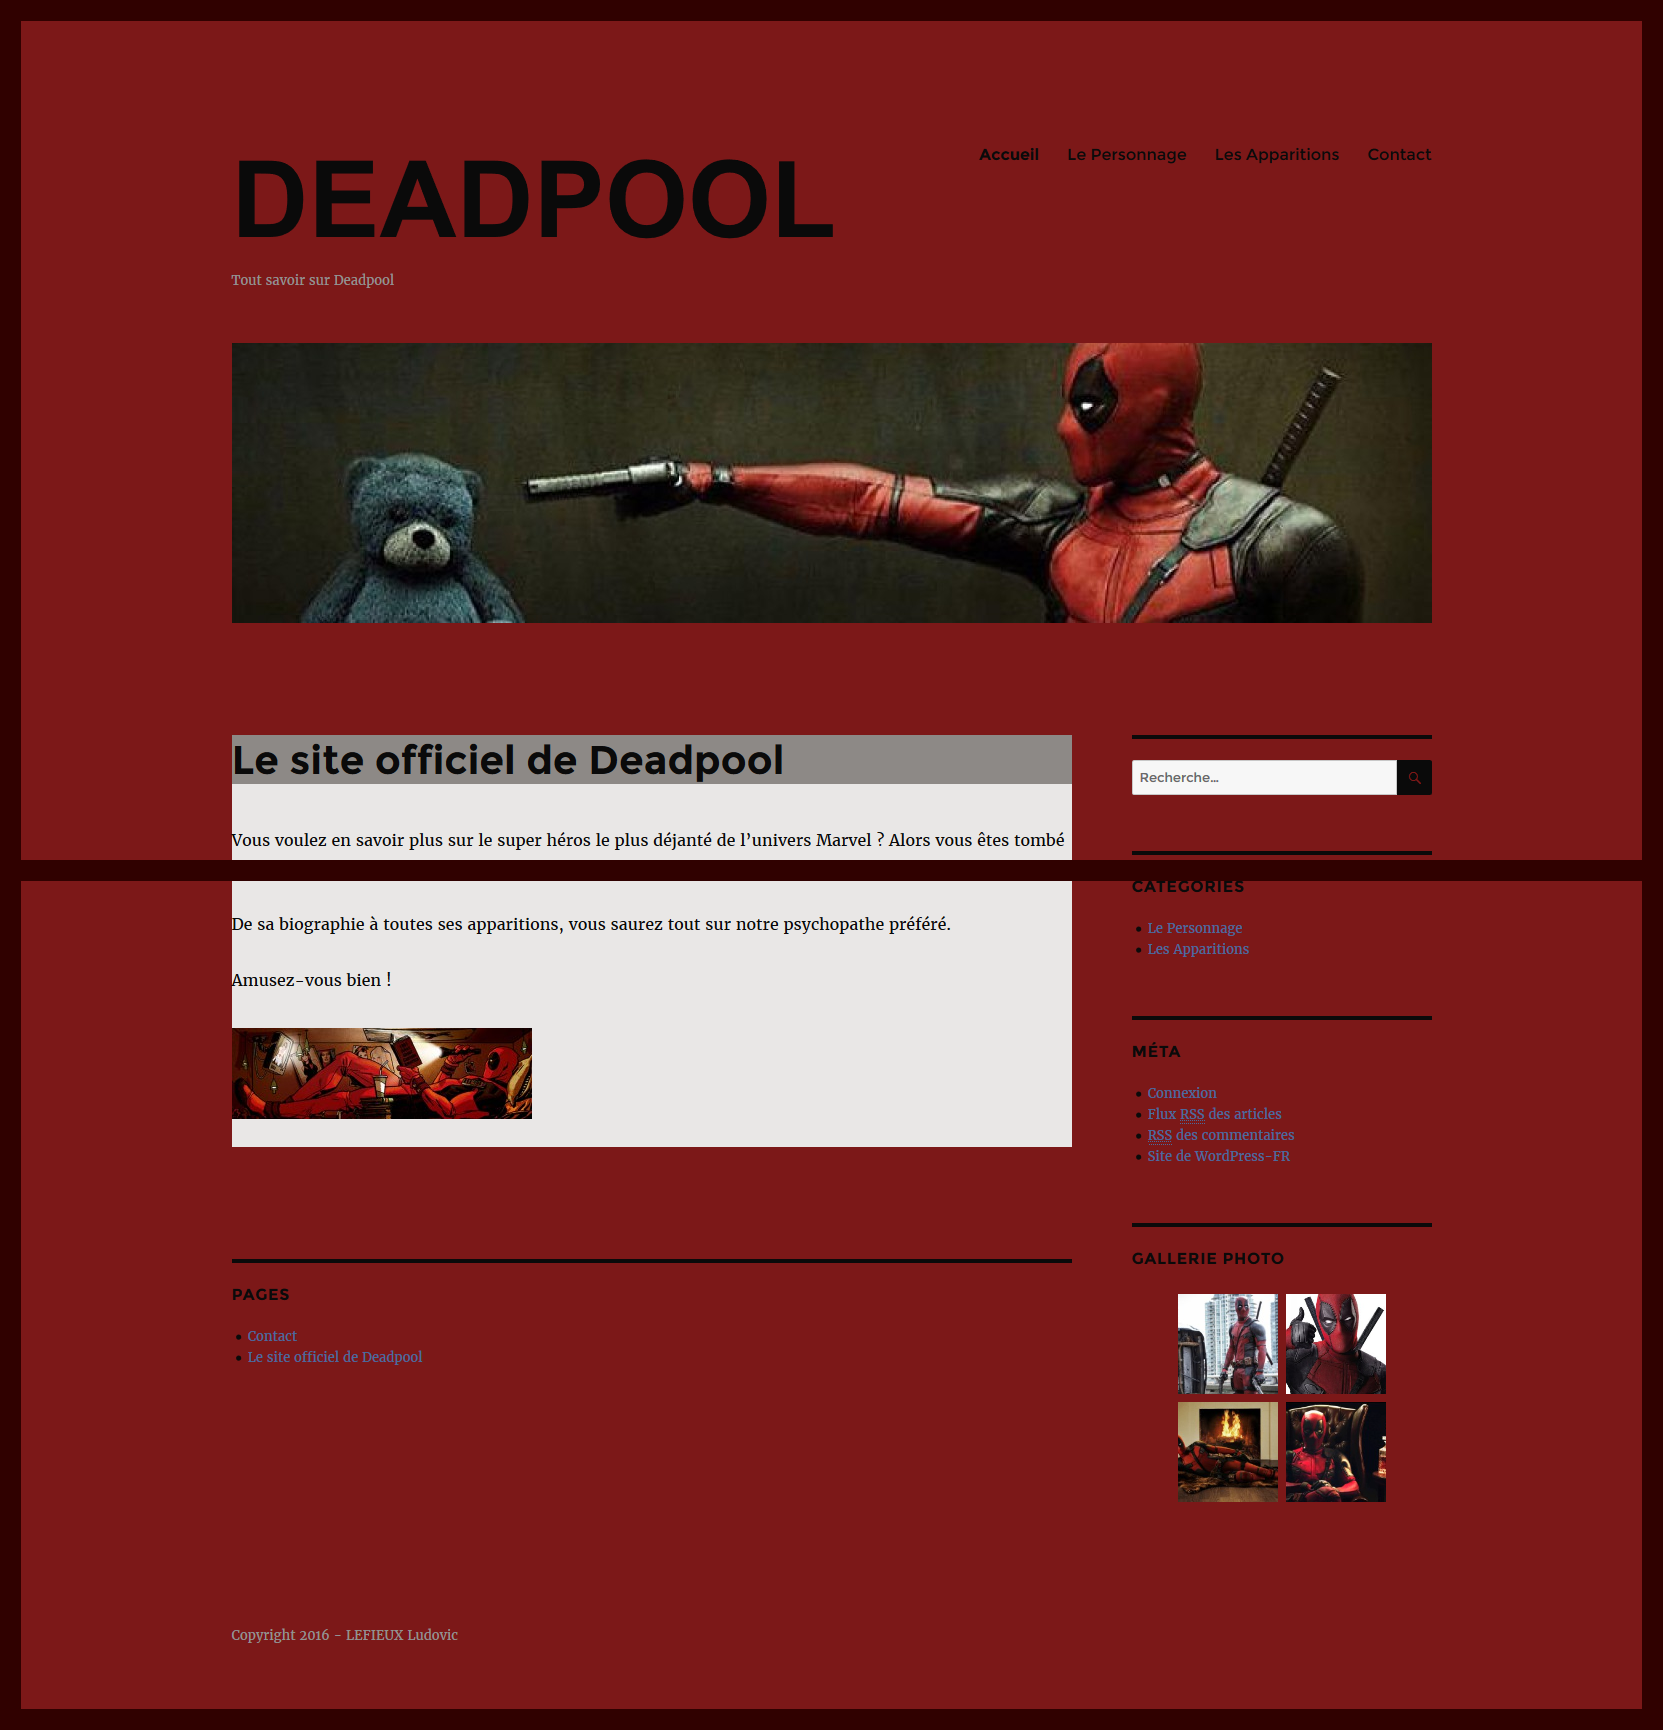 DEADPOOL
Accueil Le Personnage Les Apparitions Contact
Tout savoir sur Deadpool
Le site officiel de Deadpool
Vous voulez en savoir plus sur le super héros le plus déjanté de l’univers Marvel ? Alors vous êtes tombé
De sa biographie à toutes ses apparitions, vous saurez tout sur notre psychopathe préféré.
Amusez-vous bien !
PAGES
Contact
Le site officiel de Deadpool
Recherche…
CATÉGORIES
Le Personnage
Les Apparitions
MÉTA
Connexion
Flux RSS des articles
RSS des commentaires
Site de WordPress-FR
GALLERIE PHOTO
Copyright 2016 - LEFIEUX Ludovic